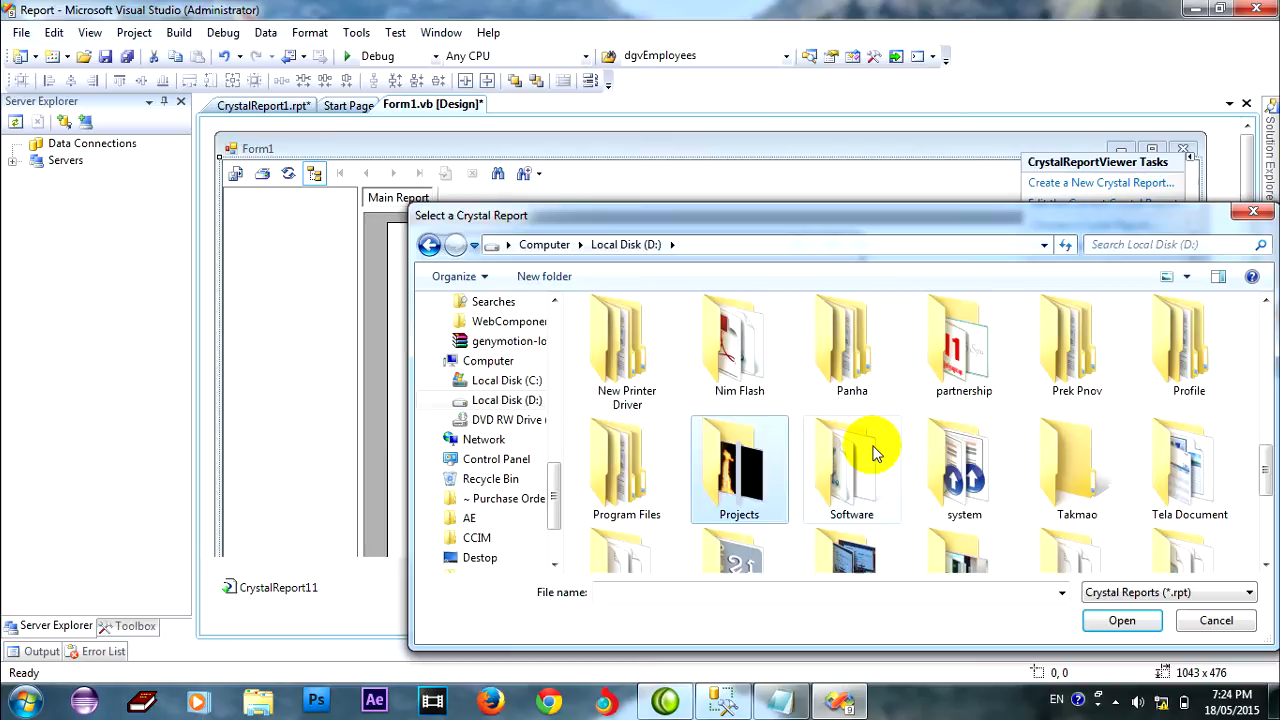 Report - Microsoft Visual Studio (Administrator)
File Edit View Project Build Debug Data Format Tools Test Window Help
Debug Any CPU dgvEmployees
Server Explorer
CrystalReport1.rpt* Start Page Form1.vb [Design]*
Data Connections
Servers
Form1
CrystalReportViewer Tasks
Create a New Crystal Report...
Main Report
Select a Crystal Report
Computer Local Disk (D:)
Search Local Disk (D:)
Organize New folder
Searches
WebComponen
genymotion-lo
Computer
Local Disk (C:)
Local Disk (D:)
DVD RW Drive (
Network
Control Panel
Recycle Bin
~ Purchase Orde
AE
CCIM
Destop
New Printer
Driver
Nim Flash
Panha
partnership
Prek Pnov
Profile
Program Files
Projects
Software
system
Takmao
Tela Document
File name:
Crystal Reports (*.rpt)
Open Cancel
CrystalReport11
Server Explorer Toolbox
Output Error List
Ready
0, 0
1043 x 476
Solution Explorer
Ps
Ae
EN
7:24 PM
18/05/2015